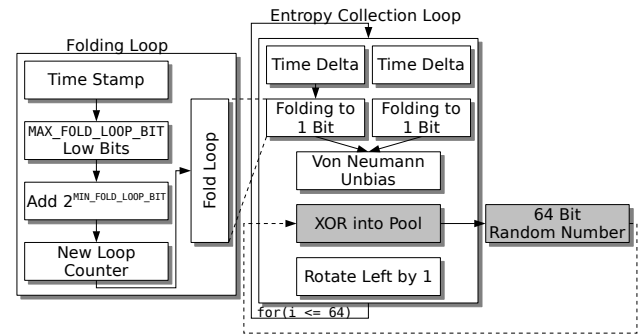 Entropy Collection Loop
Folding Loop
Time Stamp
MAX_FOLD_LOOP_BIT
Low Bits
Add 2^MIN_FOLD_LOOP_BIT
New Loop
Counter
Fold Loop
Time Delta
Time Delta
Folding to
1 Bit
Folding to
1 Bit
Von Neumann
Unbias
XOR into Pool
64 Bit
Random Number
Rotate Left by 1
for(i <= 64)